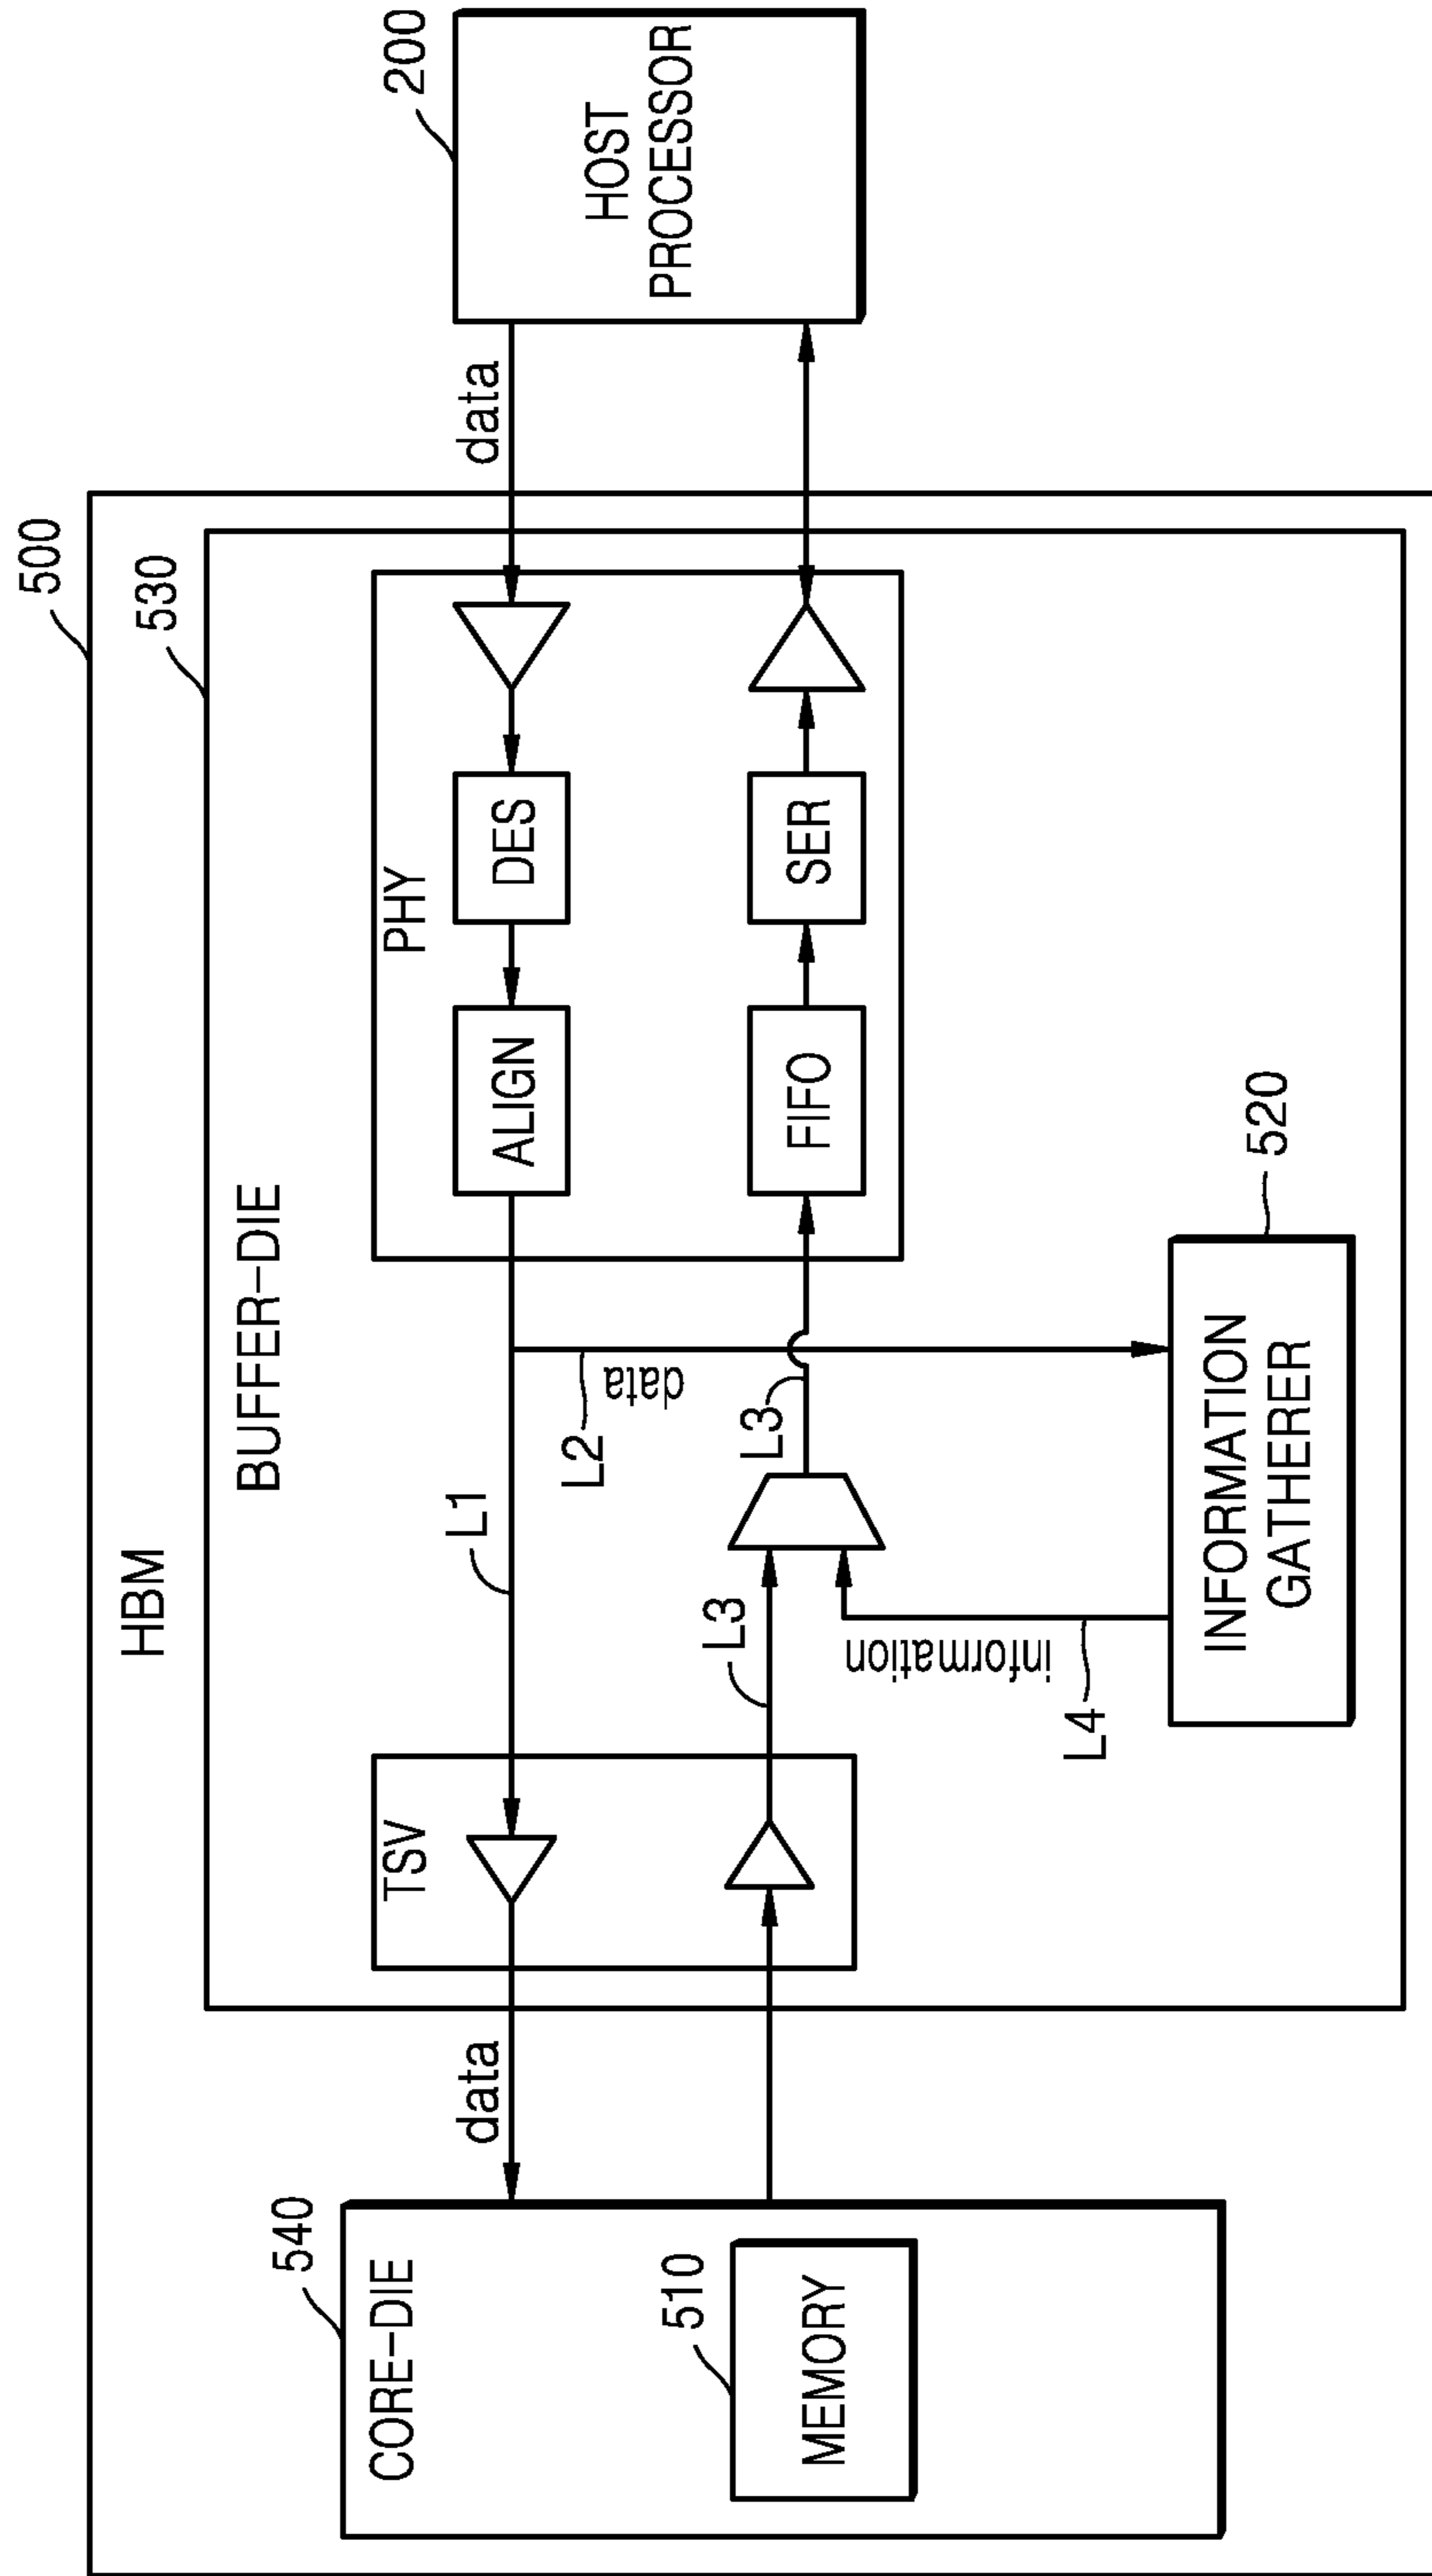 500
HBM
530
BUFFER-DIE
540
CORE-DIE
510
MEMORY
data
TSV
L1
L2
data
L3
L3
information
L4
INFORMATION
GATHERER
520
PHY
ALIGN
DES
FIFO
SER
data
200
HOST
PROCESSOR